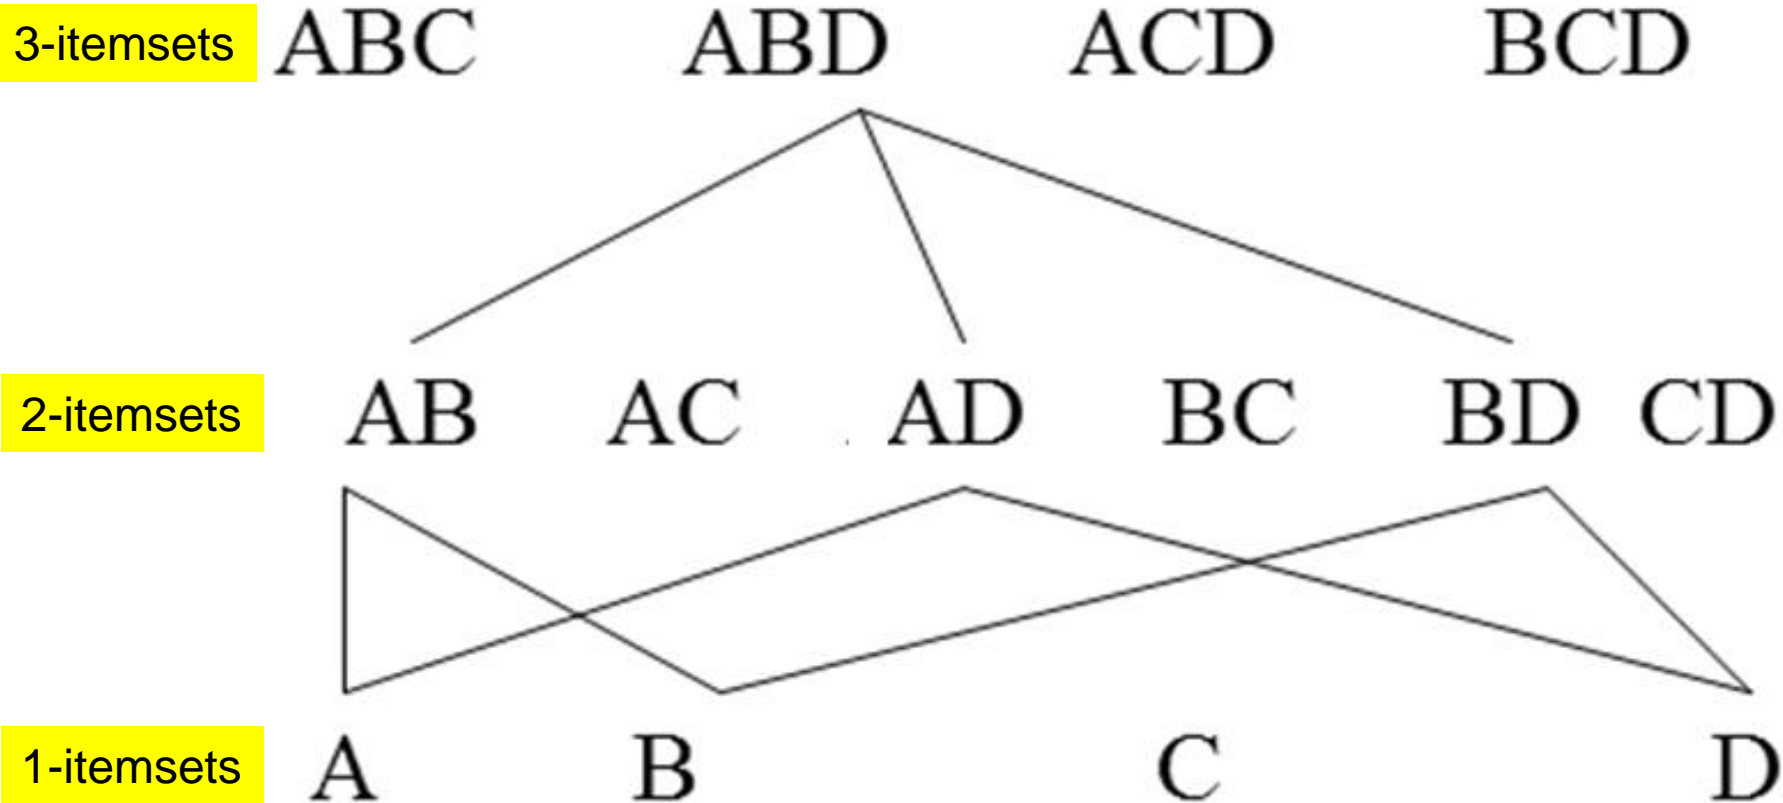 3-itemsets ABC ABD ACD BCD
2-itemsets AB AC AD BC BD CD
1-itemsets A B C D